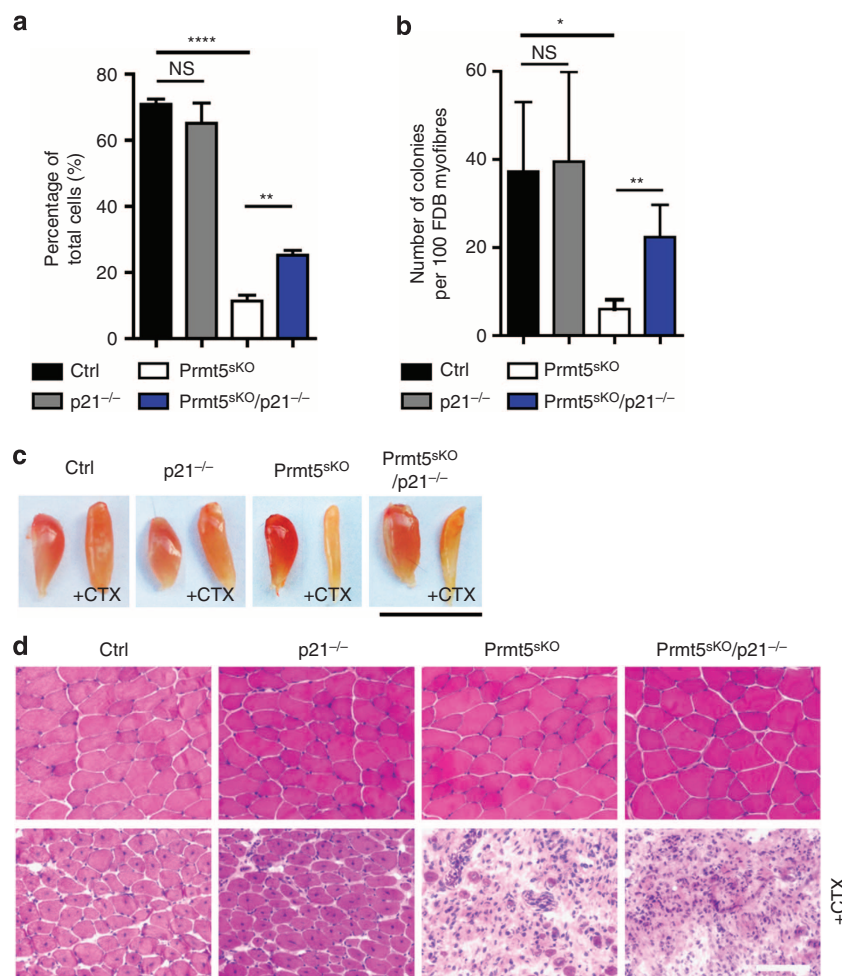 a
****
NS
**
80
60
40
20
0
Percentage of
total cells (%)
Ctrl
Prmt5ˢᴷᴼ
p21⁻/⁻
Prmt5ˢᴷᴼ/p21⁻/⁻
b
*
NS
**
60
40
20
0
Number of colonies
per 100 FDB myofibres
Ctrl
Prmt5ˢᴷᴼ
p21⁻/⁻
Prmt5ˢᴷᴼ/p21⁻/⁻
c
Ctrl
p21⁻/⁻
Prmt5ˢᴷᴼ
Prmt5ˢᴷᴼ
/p21⁻/⁻
+CTX
+CTX
+CTX
+CTX
d
Ctrl
p21⁻/⁻
Prmt5ˢᴷᴼ
Prmt5ˢᴷᴼ/p21⁻/⁻
+CTX